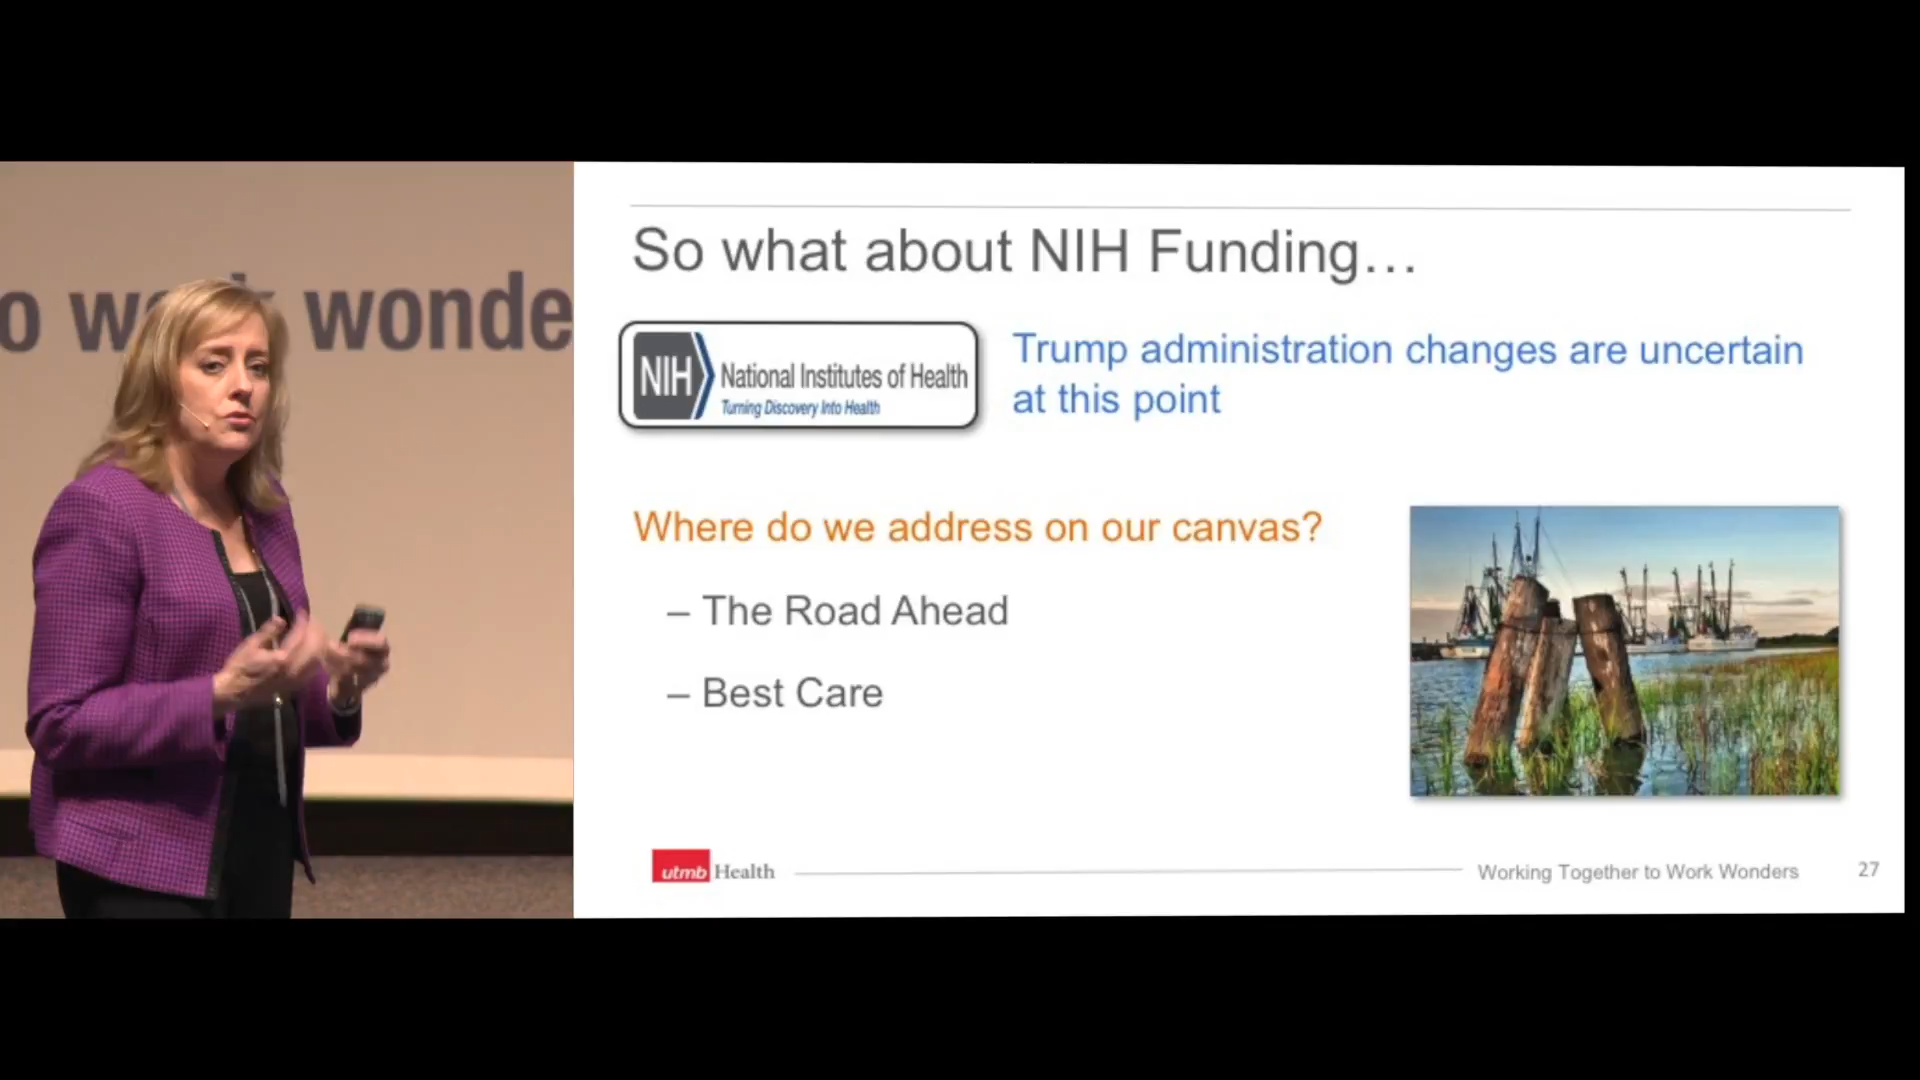 o work wonde
So what about NIH Funding…
NIH National Institutes of Health
Turning Discovery Into Health
Trump administration changes are uncertain
at this point
Where do we address on our canvas?
– The Road Ahead
– Best Care
utmb Health
Working Together to Work Wonders
27